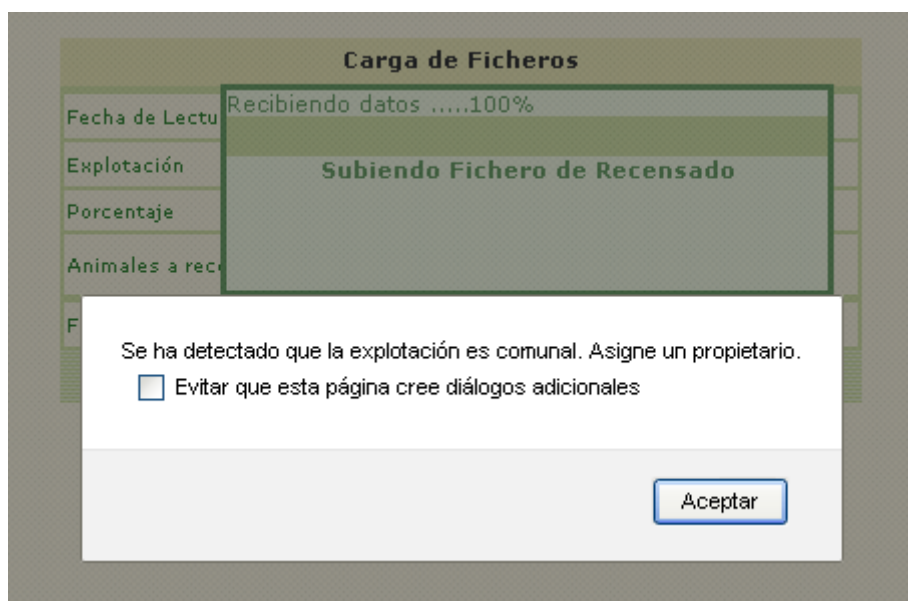 Carga de Ficheros
Recibiendo datos .....100%
Fecha de Lectu
Explotación
Subiendo Fichero de Recensado
Porcentaje
Animales a rec
F
Se ha detectado que la explotación es comunal. Asigne un propietario.
Evitar que esta página cree diálogos adicionales
Aceptar